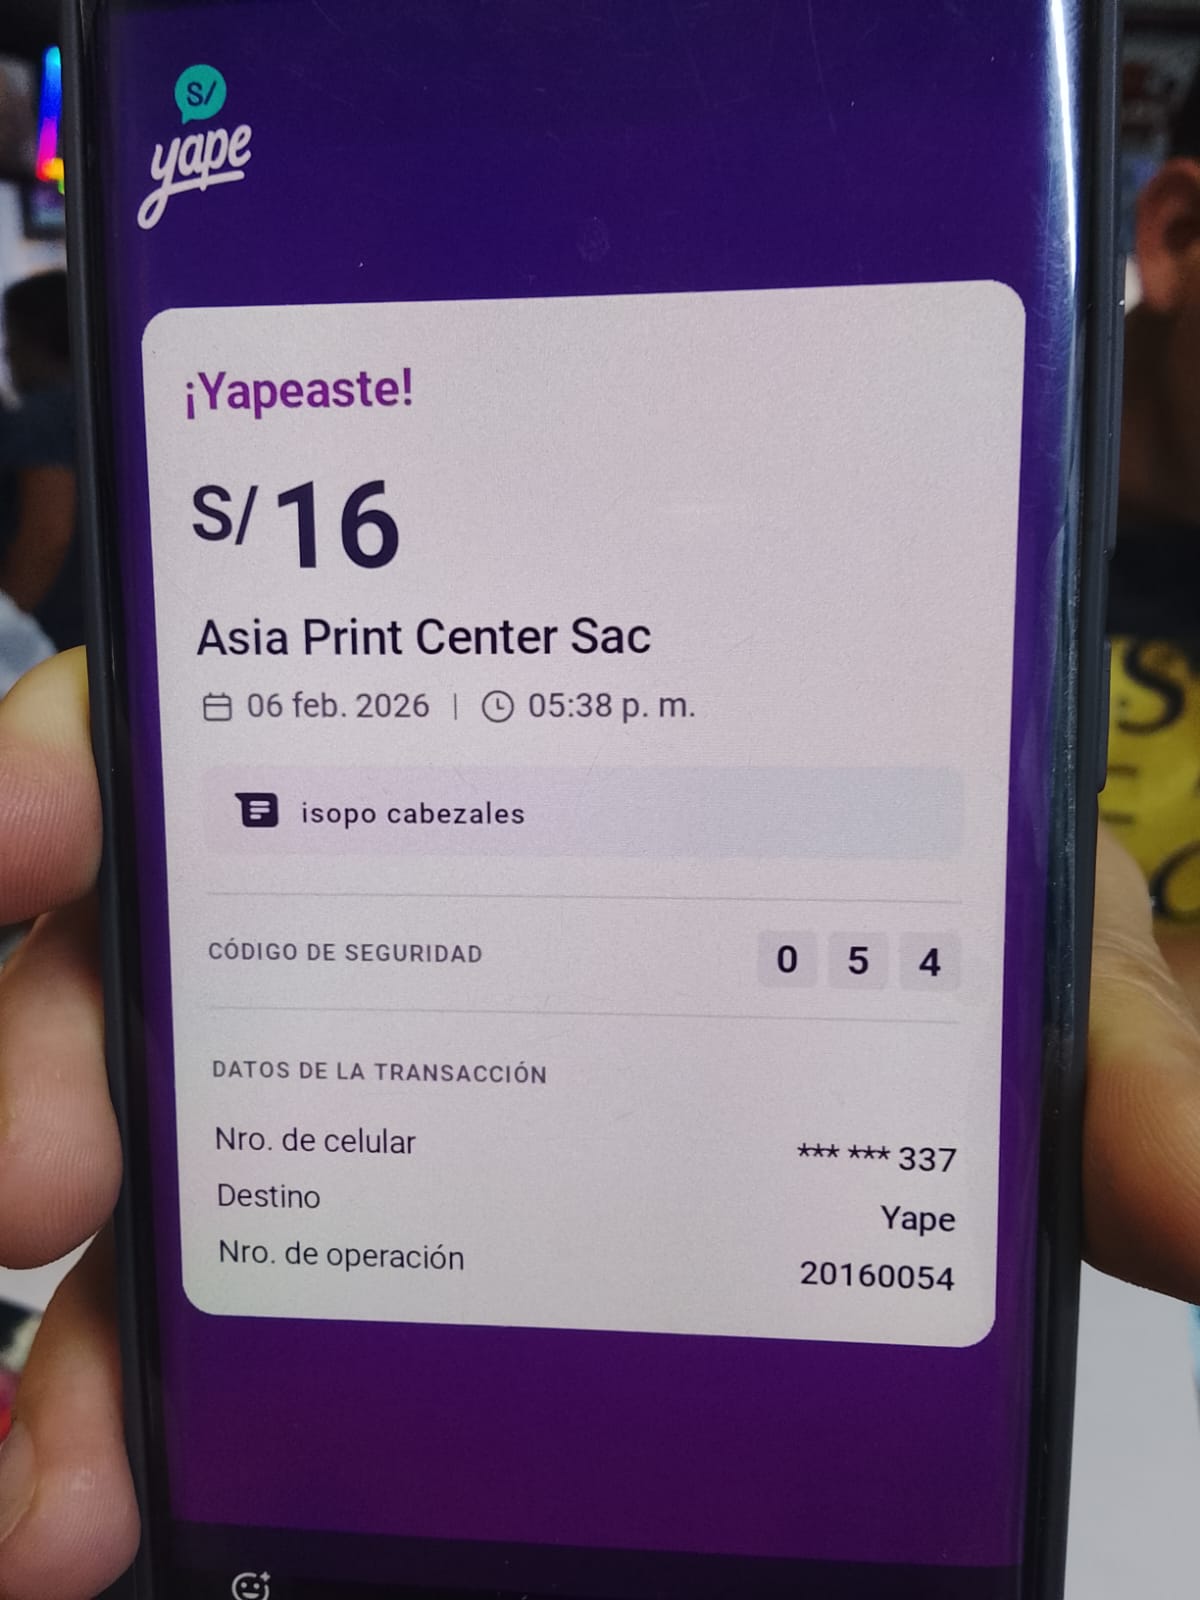 S/
yape
¡Yapeaste!
S/ 16
Asia Print Center Sac
06 feb. 2026 | 05:38 p. m.
isopo cabezales
CÓDIGO DE SEGURIDAD 0 5 4
DATOS DE LA TRANSACCIÓN
Nro. de celular *** *** 337
Destino Yape
Nro. de operación 20160054